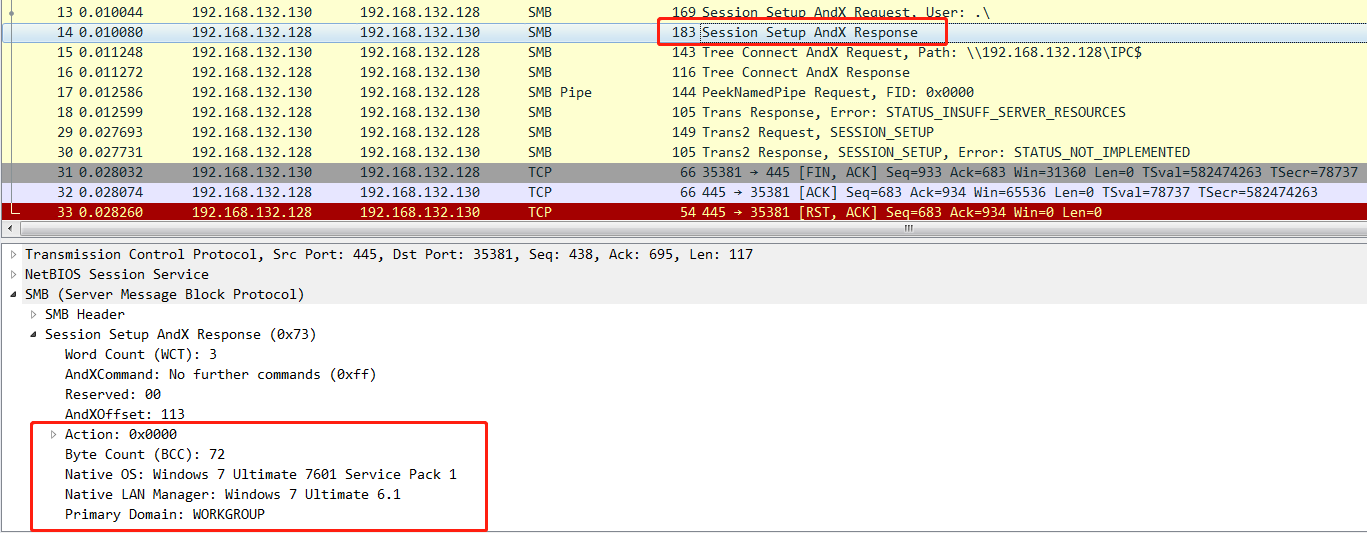 13 0.010044 192.168.132.130 192.168.132.128 SMB 169 Session Setup AndX Request, User: .\
14 0.010080 192.168.132.128 192.168.132.130 SMB 183 Session Setup AndX Response
15 0.011248 192.168.132.130 192.168.132.128 SMB 143 Tree Connect AndX Request, Path: \\192.168.132.128\IPC$
16 0.011272 192.168.132.128 192.168.132.130 SMB 116 Tree Connect AndX Response
17 0.012586 192.168.132.130 192.168.132.128 SMB Pipe 144 PeekNamedPipe Request, FID: 0x0000
18 0.012599 192.168.132.128 192.168.132.130 SMB 105 Trans Response, Error: STATUS_INSUFF_SERVER_RESOURCES
29 0.027693 192.168.132.130 192.168.132.128 SMB 149 Trans2 Request, SESSION_SETUP
30 0.027731 192.168.132.128 192.168.132.130 SMB 105 Trans2 Response, SESSION_SETUP, Error: STATUS_NOT_IMPLEMENTED
31 0.028032 192.168.132.130 192.168.132.128 TCP 66 35381 → 445 [FIN, ACK] Seq=933 Ack=683 Win=31360 Len=0 TSval=582474263 TSecr=78737
32 0.028074 192.168.132.128 192.168.132.130 TCP 66 445 → 35381 [ACK] Seq=683 Ack=934 Win=65536 Len=0 TSval=78737 TSecr=582474263
33 0.028260 192.168.132.128 192.168.132.130 TCP 54 445 → 35381 [RST, ACK] Seq=683 Ack=934 Win=0 Len=0
Transmission Control Protocol, Src Port: 445, Dst Port: 35381, Seq: 438, Ack: 695, Len: 117
NetBIOS Session Service
SMB (Server Message Block Protocol)
SMB Header
Session Setup AndX Response (0x73)
Word Count (WCT): 3
AndXCommand: No further commands (0xff)
Reserved: 00
AndXOffset: 113
Action: 0x0000
Byte Count (BCC): 72
Native OS: Windows 7 Ultimate 7601 Service Pack 1
Native LAN Manager: Windows 7 Ultimate 6.1
Primary Domain: WORKGROUP